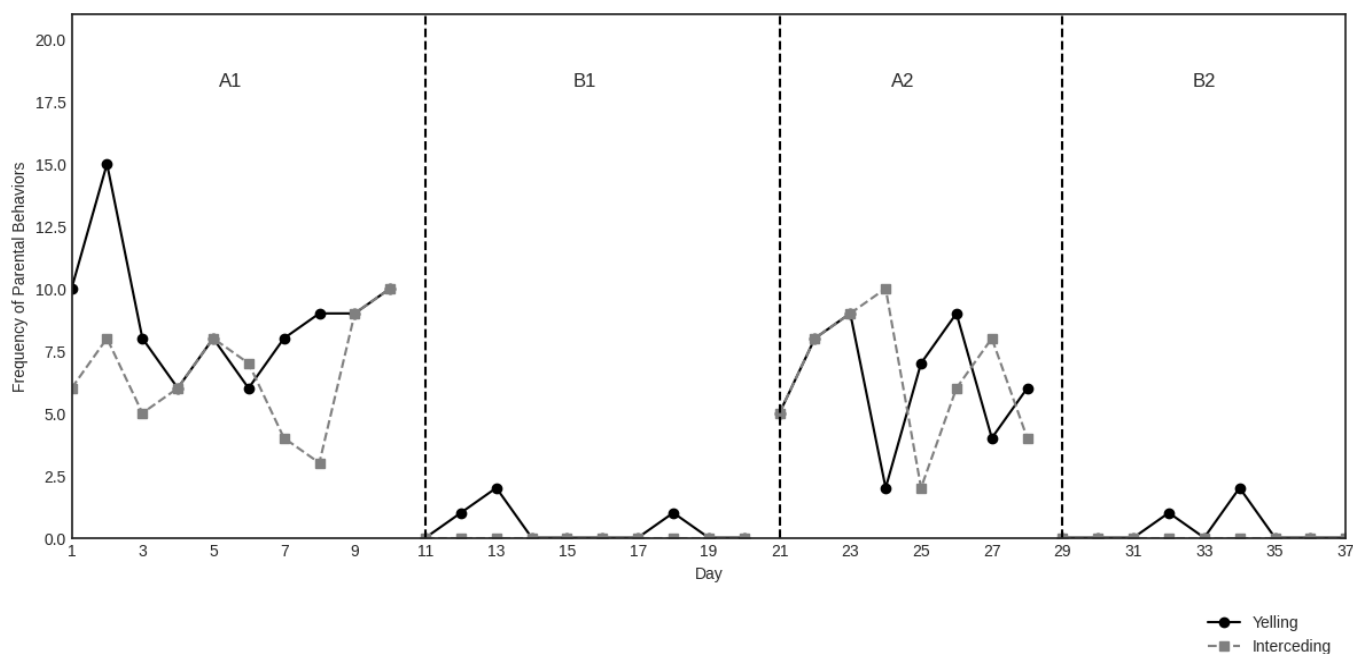 20.0
A1 B1 A2 B2
17.5
15.0
12.5
10.0
7.5
5.0
2.5
0.0
Frequency of Parental Behaviors
1 3 5 7 9 11 13 15 17 19 21 23 25 27 29 31 33 35 37
Day
Yelling
Interceding